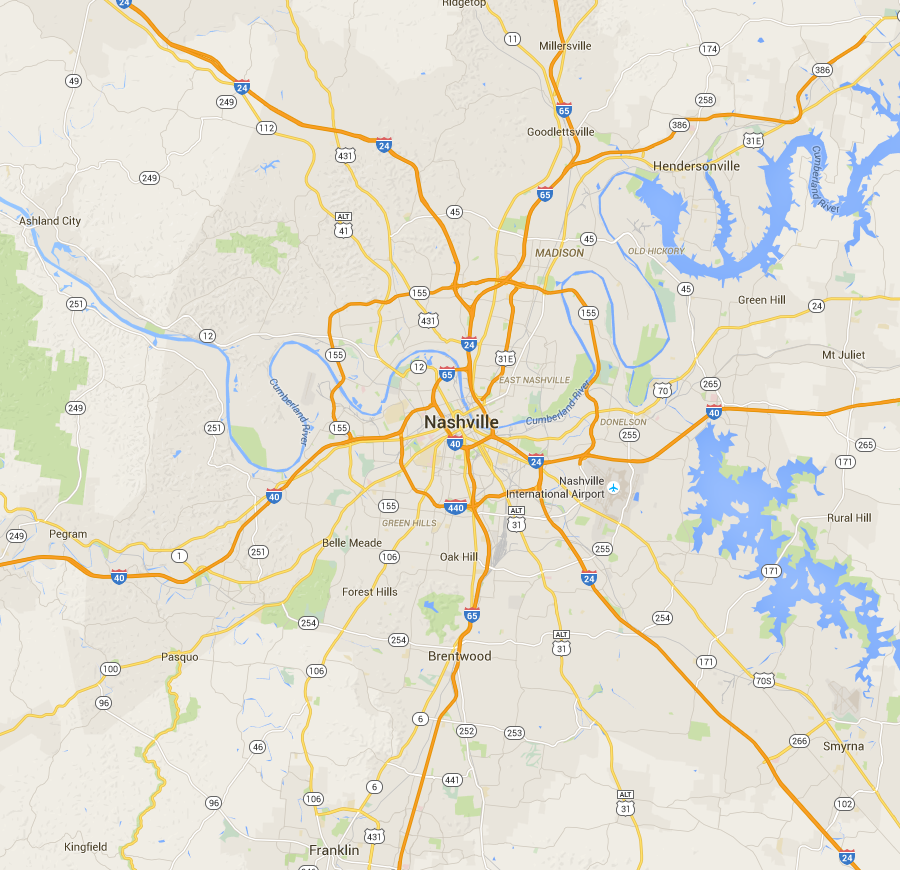 24
Ridgetop
11
Millersville
174
49
24
249
65
258
386
112
386
Goodlettsville
31E
431
24
Hendersonville
249
65
Cumberland River
Ashland City
ALT
41
45
45
MADISON
OLD HICKORY
45
155
251
Green Hill
24
155
431
12
24
Mt Juliet
155
31E
12
65
EAST NASHVILLE
70
265
249
Cumberland River
Cumberland River
40
251
155
Nashville
DONELSON
255
40
265
24
171
Nashville
International Airport
40
155
440
ALT
31
GREEN HILLS
Rural Hill
249
Pegram
1
251
Belle Meade
106
Oak Hill
255
171
40
24
Forest Hills
65
254
254
254
ALT
31
Brentwood
Pasquo
171
100
106
70S
96
6
252
253
266
Smyrna
46
441
6
106
96
ALT
31
102
431
Kingfield
Franklin
24